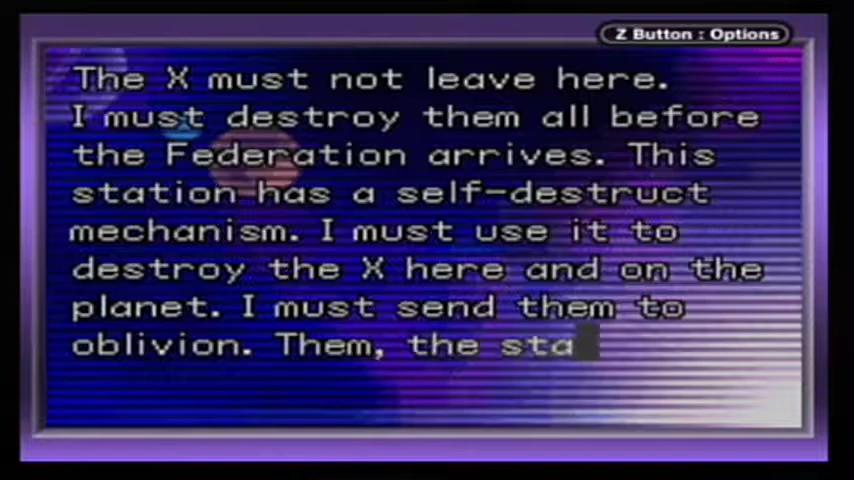 Z Button : Options
The X must not leave here.
I must destroy them all before
the Federation arrives. This
station has a self-destruct
mechanism. I must use it to
destroy the X here and on the
planet. I must send them to
oblivion. Them, the sta